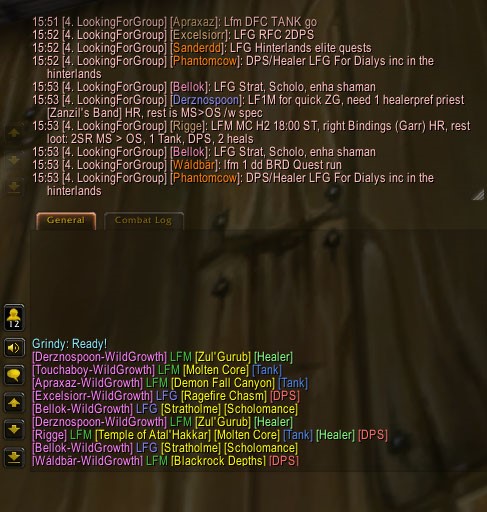 15:51 [4. LookingForGroup] [Apraxaz]: Lfm DFC TANK go
15:52 [4. LookingForGroup] [Excelsiorr]: LFG RFC 2DPS
15:52 [4. LookingForGroup] [Sanderdd]: LFG Hinterlands elite quests
15:52 [4. LookingForGroup] [Phantomcow]: DPS/Healer LFG For Dialys inc in the
hinterlands
15:53 [4. LookingForGroup] [Bellok]: LFG Strat, Scholo, enha shaman
15:53 [4. LookingForGroup] [Derznospoon]: LF1M for quick ZG, need 1 healerpref priest
[Zanzil's Band] HR, rest is MS>OS /w spec
15:53 [4. LookingForGroup] [Rigge]: LFM MC H2 18:00 ST, right Bindings (Garr) HR, rest
loot: 2SR MS > OS, 1 Tank, DPS, 2 heals
15:53 [4. LookingForGroup] [Bellok]: LFG Strat, Scholo, enha shaman
15:53 [4. LookingForGroup] [Wáldbär]: lfm 1 dd BRD Quest run
15:53 [4. LookingForGroup] [Phantomcow]: DPS/Healer LFG For Dialys inc in the
hinterlands
General
Combat Log
12
Grindy: Ready!
[Derznospoon-WildGrowth] LFM [Zul'Gurub] [Healer]
[Touchaboy-WildGrowth] LFM [Molten Core] [Tank]
[Apraxaz-WildGrowth] LFM [Demon Fall Canyon] [Tank]
[Excelsiorr-WildGrowth] LFG [Ragefire Chasm] [DPS]
[Bellok-WildGrowth] LFG [Stratholme] [Scholomance]
[Derznospoon-WildGrowth] LFM [Zul'Gurub] [Healer]
[Rigge] LFM [Temple of Atal'Hakkar] [Molten Core] [Tank] [Healer] [DPS]
[Bellok-WildGrowth] LFG [Stratholme] [Scholomance]
[Wáldbär-WildGrowth] LFM [Blackrock Depths] [DPS]